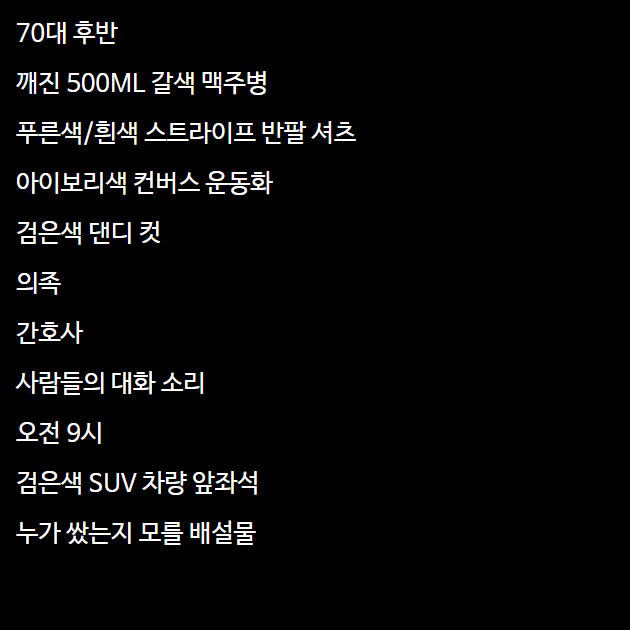 70대 후반
깨진 500ML 갈색 맥주병
푸른색/흰색 스트라이프 반팔 셔츠
아이보리색 컨버스 운동화
검은색 댄디 컷
의족
간호사
사람들의 대화 소리
오전 9시
검은색 SUV 차량 앞좌석
누가 쌌는지 모를 배설물